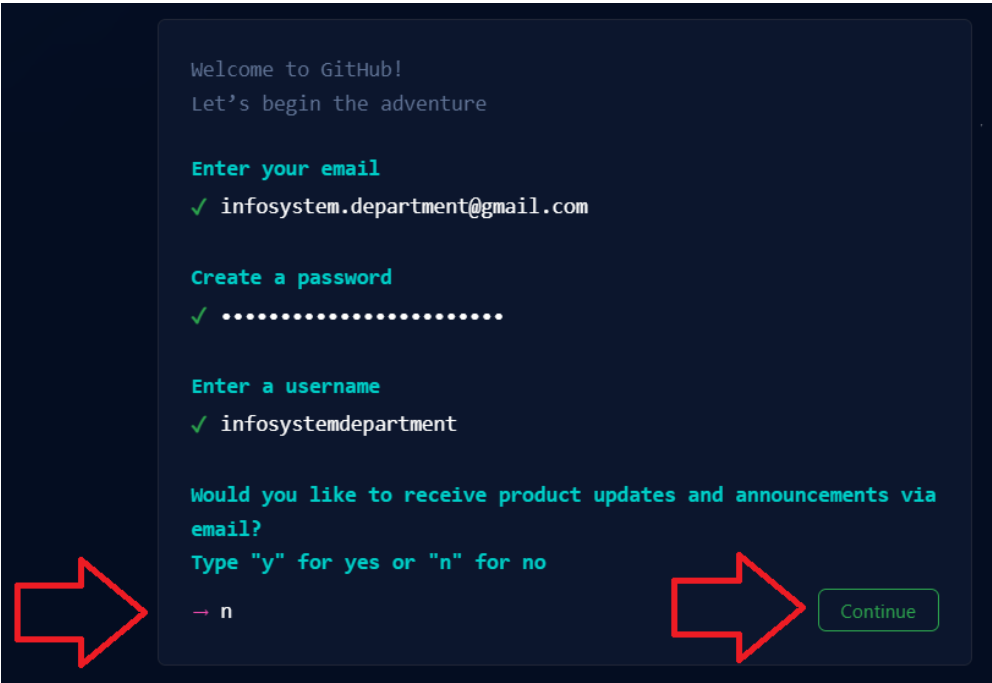 Welcome to GitHub!
Let’s begin the adventure
Enter your email
✓ infosystem.department@gmail.com
Create a password
✓ ••••••••••••••••••••••••
Enter a username
✓ infosystemdepartment
Would you like to receive product updates and announcements via
email?
Type "y" for yes or "n" for no
→ n
Continue